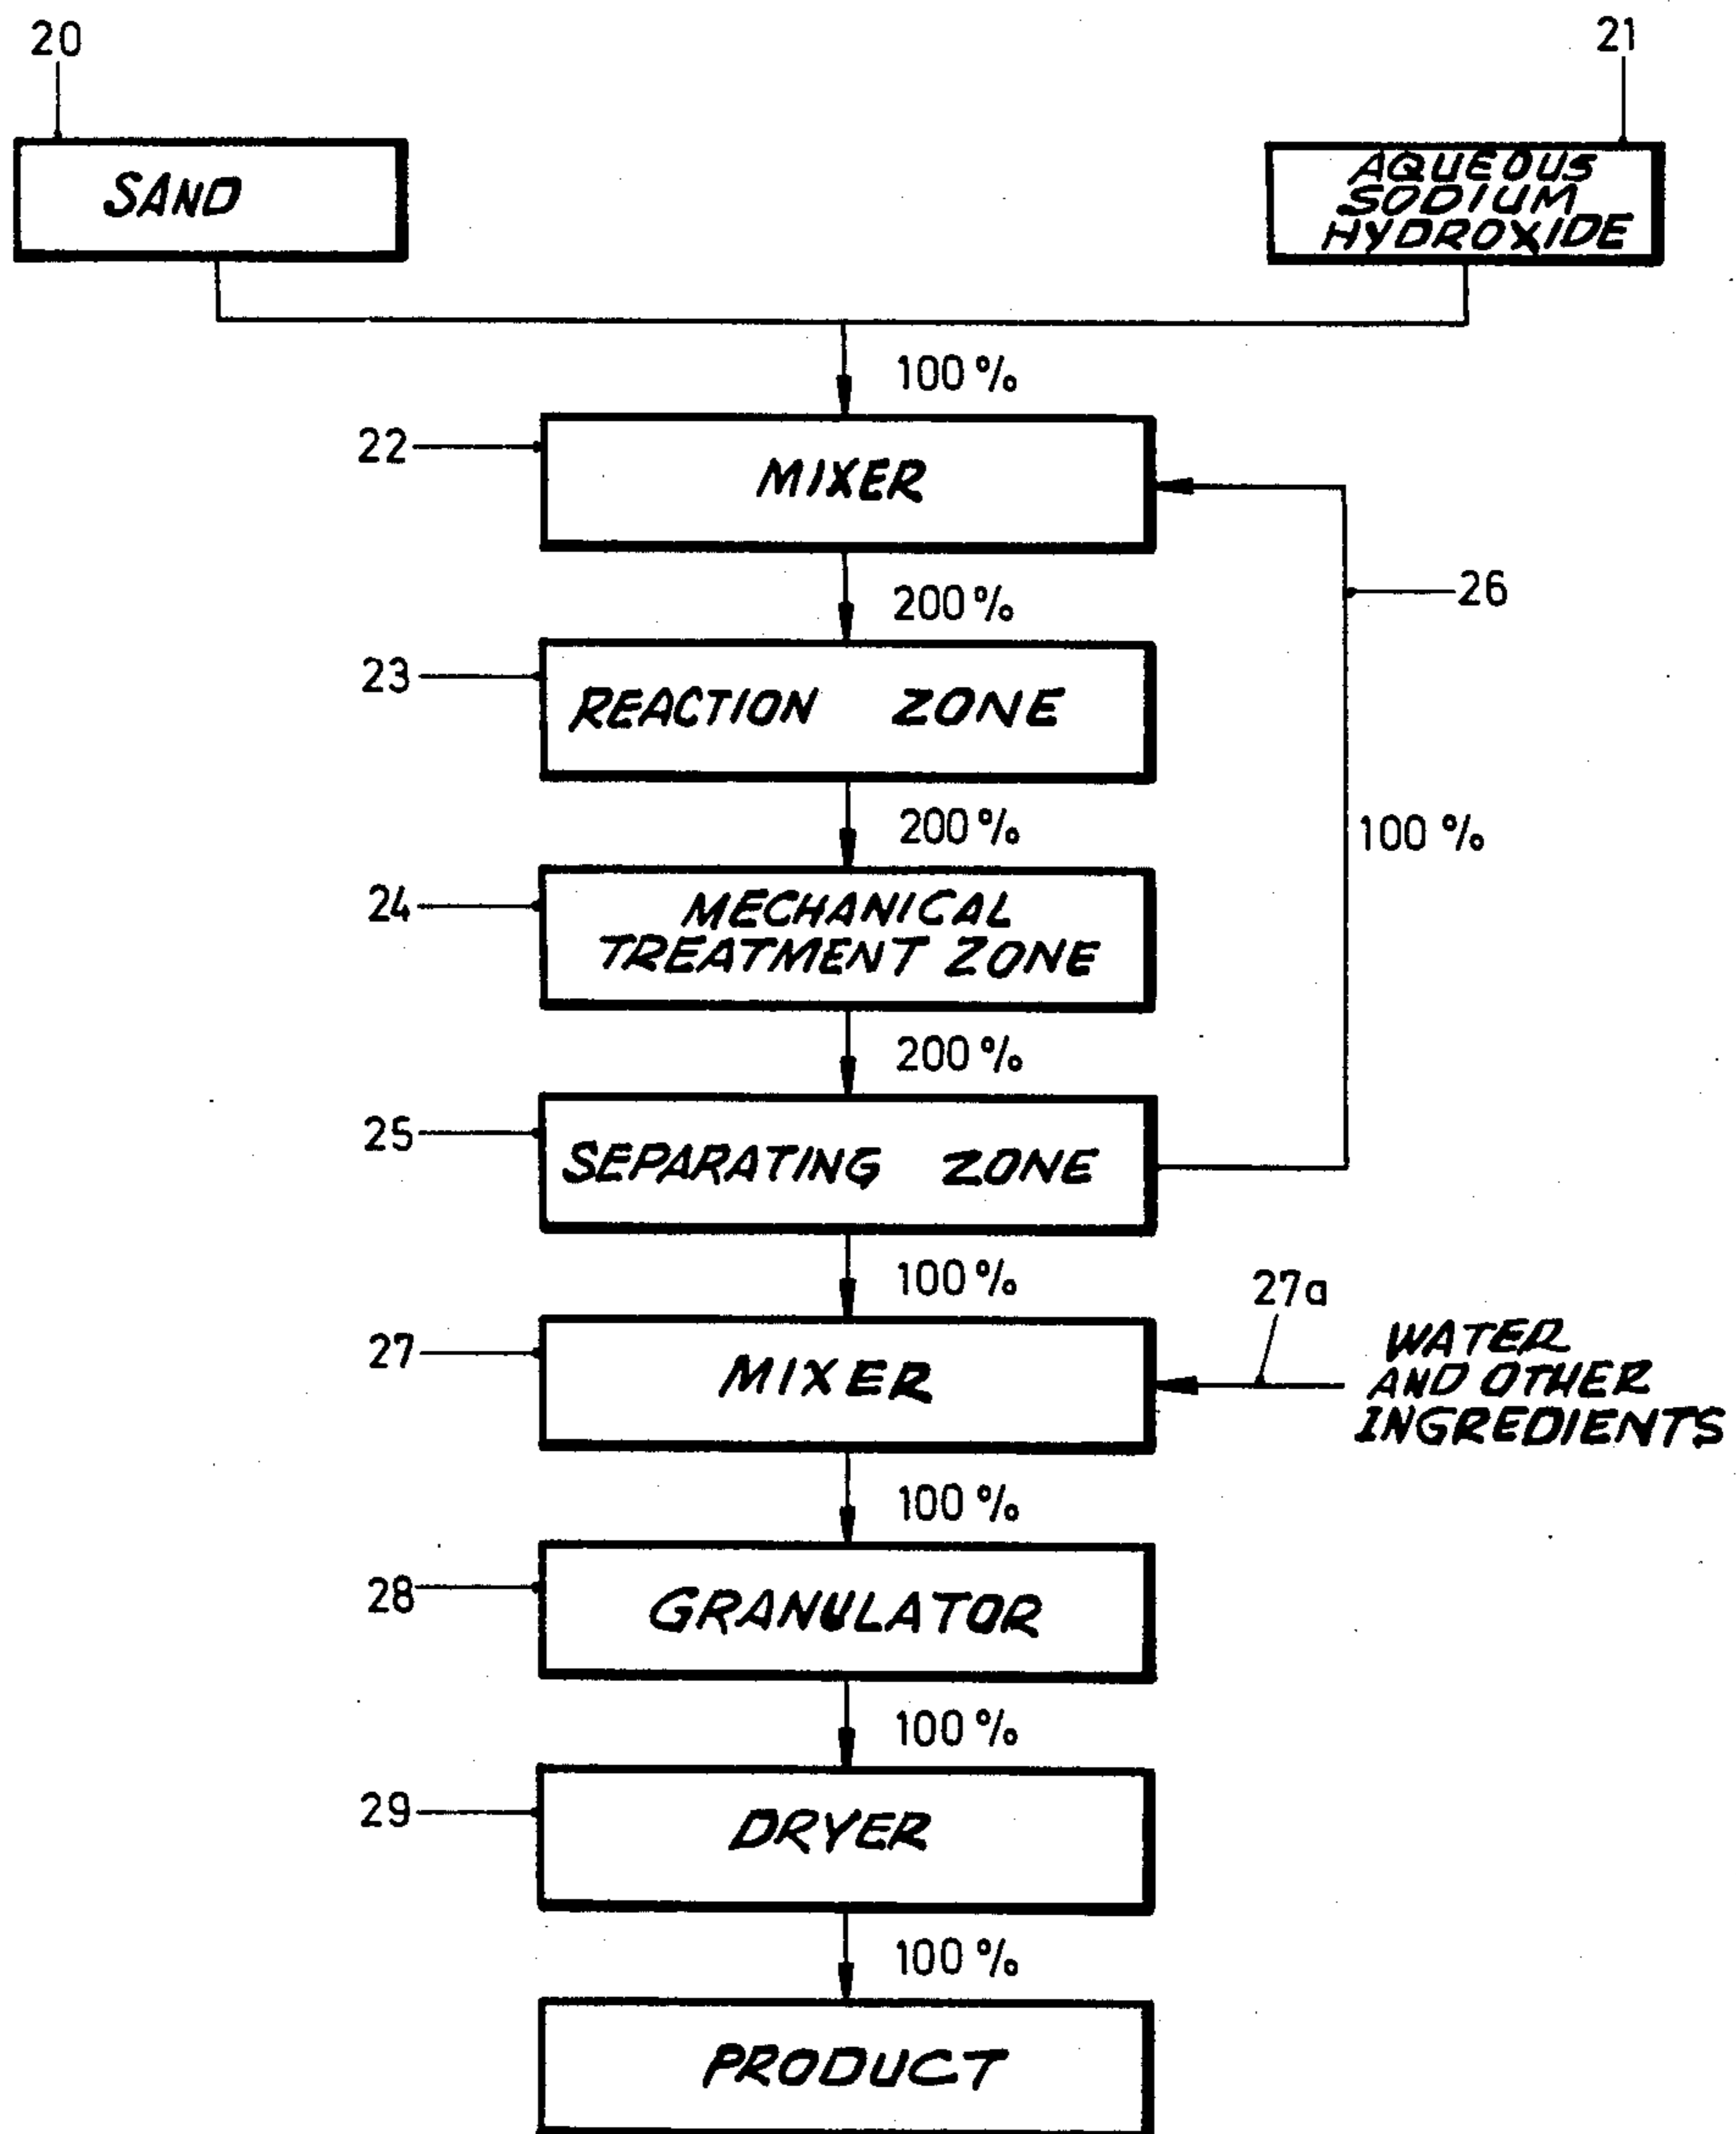 20
21
SAND
AQUEOUS
SODIUM
HYDROXIDE
100 %
22
MIXER
200 %
26
23
REACTION ZONE
200 %
100 %
24
MECHANICAL
TREATMENT ZONE
200 %
25
SEPARATING ZONE
100 %
27a
27
MIXER
WATER
AND OTHER
INGREDIENTS
100 %
28
GRANULATOR
100 %
29
DRYER
100 %
PRODUCT